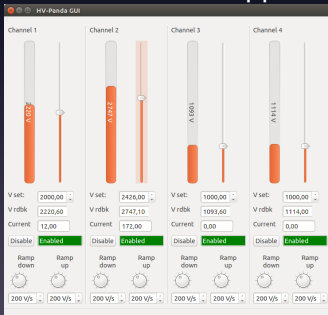 HV-Panda GUI
Channel 1 Channel 2 Channel 3 Channel 4
2220 V 2747 V 1093 V 1114 V
V set: 2000,00 V set: 2426,00 V set: 1000,00 V set: 1000,00
V rdbk 2220,60 V rdbk 2747,10 V rdbk 1093,60 V rdbk 1114,00
Current 12,00 Current 172,00 Current 0,00 Current 0,00
Disable Enabled Disable Enabled Disable Enabled Disable Enabled
Ramp Ramp Ramp Ramp Ramp Ramp Ramp Ramp
down up down up down up down up
200 V/s 200 V/s 200 V/s 200 V/s 200 V/s 200 V/s 200 V/s 200 V/s